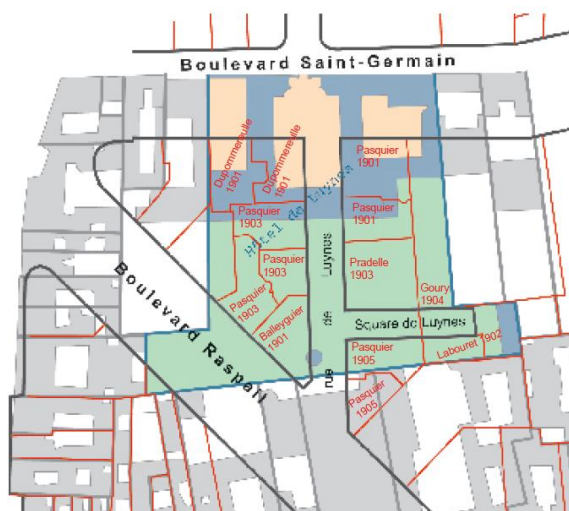 Boulevard Saint-Germain
Dupommereulle
1901
Dupommereulle
1901
Pasquier
1901
Hôtel de Luynes
Pasquier
1903
Pasquier
1901
Pasquier
1903
Pradelle
1903
Pasquier
1903
Balleyguier
1901
Goury
1904
Boulevard Raspail
rue de Luynes
Square de Luynes
Pasquier
1905
Labouret 1902
Pasquier
1905